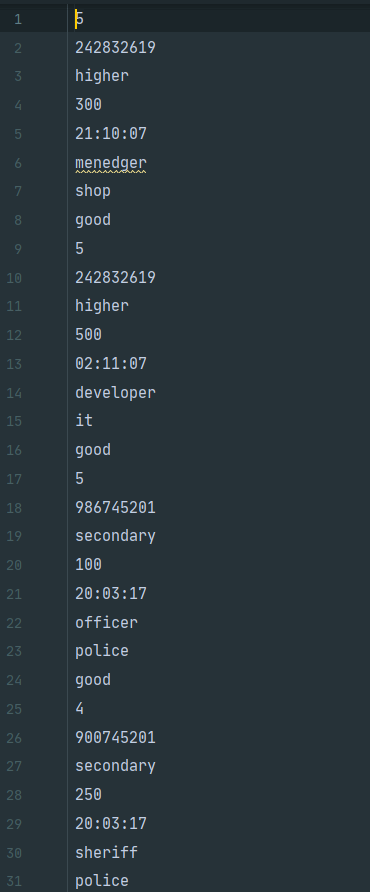 1 5
2 242832619
3 higher
4 300
5 21:10:07
6 menedger
7 shop
8 good
9 5
10 242832619
11 higher
12 500
13 02:11:07
14 developer
15 it
16 good
17 5
18 986745201
19 secondary
20 100
21 20:03:17
22 officer
23 police
24 good
25 4
26 900745201
27 secondary
28 250
29 20:03:17
30 sheriff
31 police